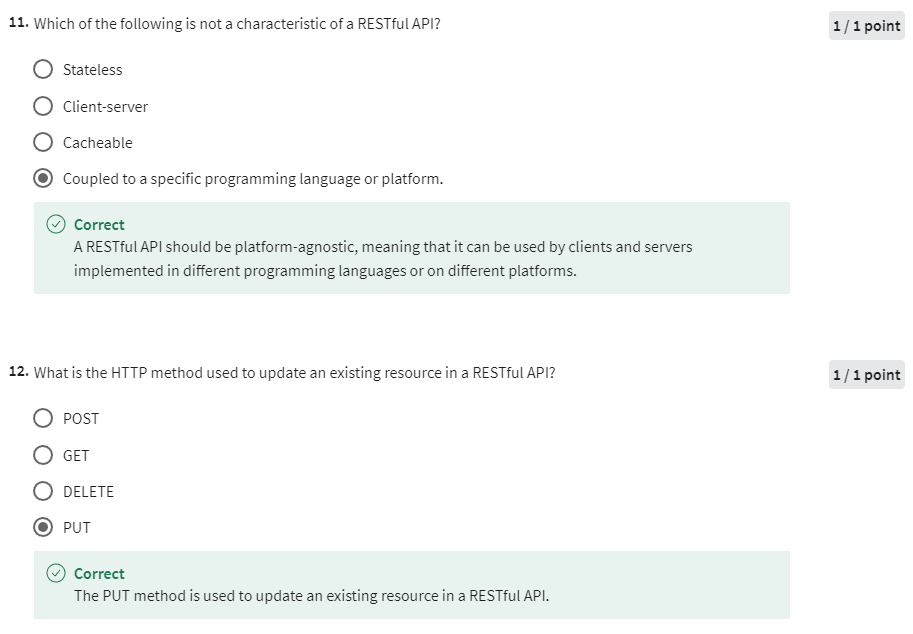 11. Which of the following is not a characteristic of a RESTful API?
1 / 1 point
Stateless
Client-server
Cacheable
Coupled to a specific programming language or platform.
Correct
A RESTful API should be platform-agnostic, meaning that it can be used by clients and servers
implemented in different programming languages or on different platforms.
12. What is the HTTP method used to update an existing resource in a RESTful API?
1 / 1 point
POST
GET
DELETE
PUT
Correct
The PUT method is used to update an existing resource in a RESTful API.